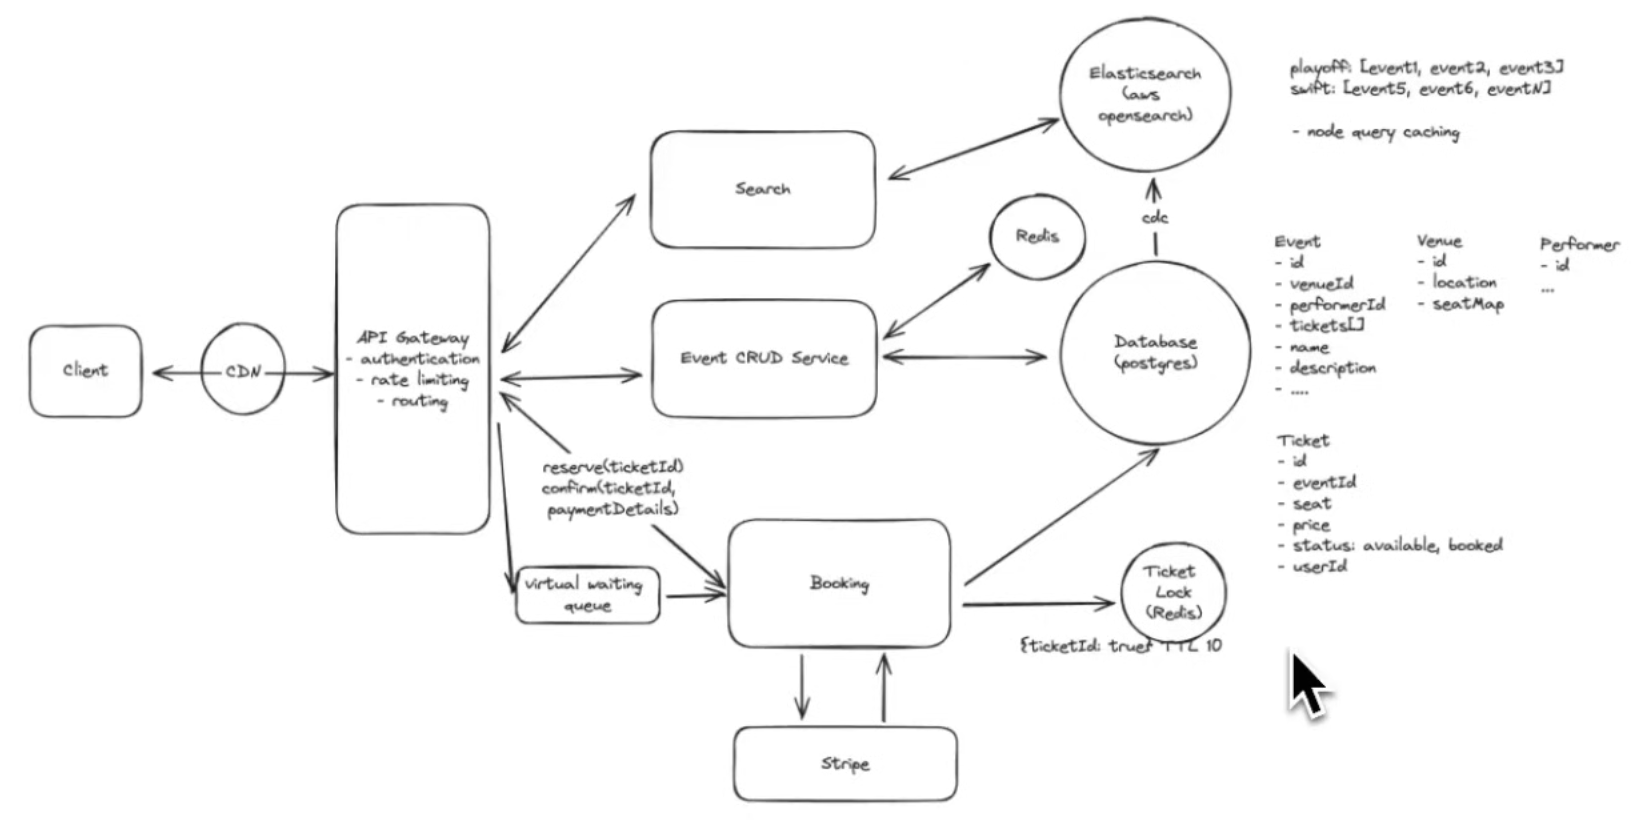 Client
CDN
API Gateway
- authentication
- rate limiting
- routing
Search
Event CRUD Service
Redis
Elasticsearch
(aws
opensearch)
cdc
Database
(postgres)
reserve(ticketId)
confirm(ticketId,
paymentDetails)
virtual waiting
queue
Booking
Ticket
Lock
(Redis)
{ticketId: true} TTL 10
Stripe
playoff: [event1, event2, event3]
swift: [event5, event6, eventN]
- node query caching
Event
- id
- venueId
- performerId
- tickets[]
- name
- description
- ....
Venue
- id
- location
- seatMap
Performer
- id
...
Ticket
- id
- eventId
- seat
- price
- status: available, booked
- userId